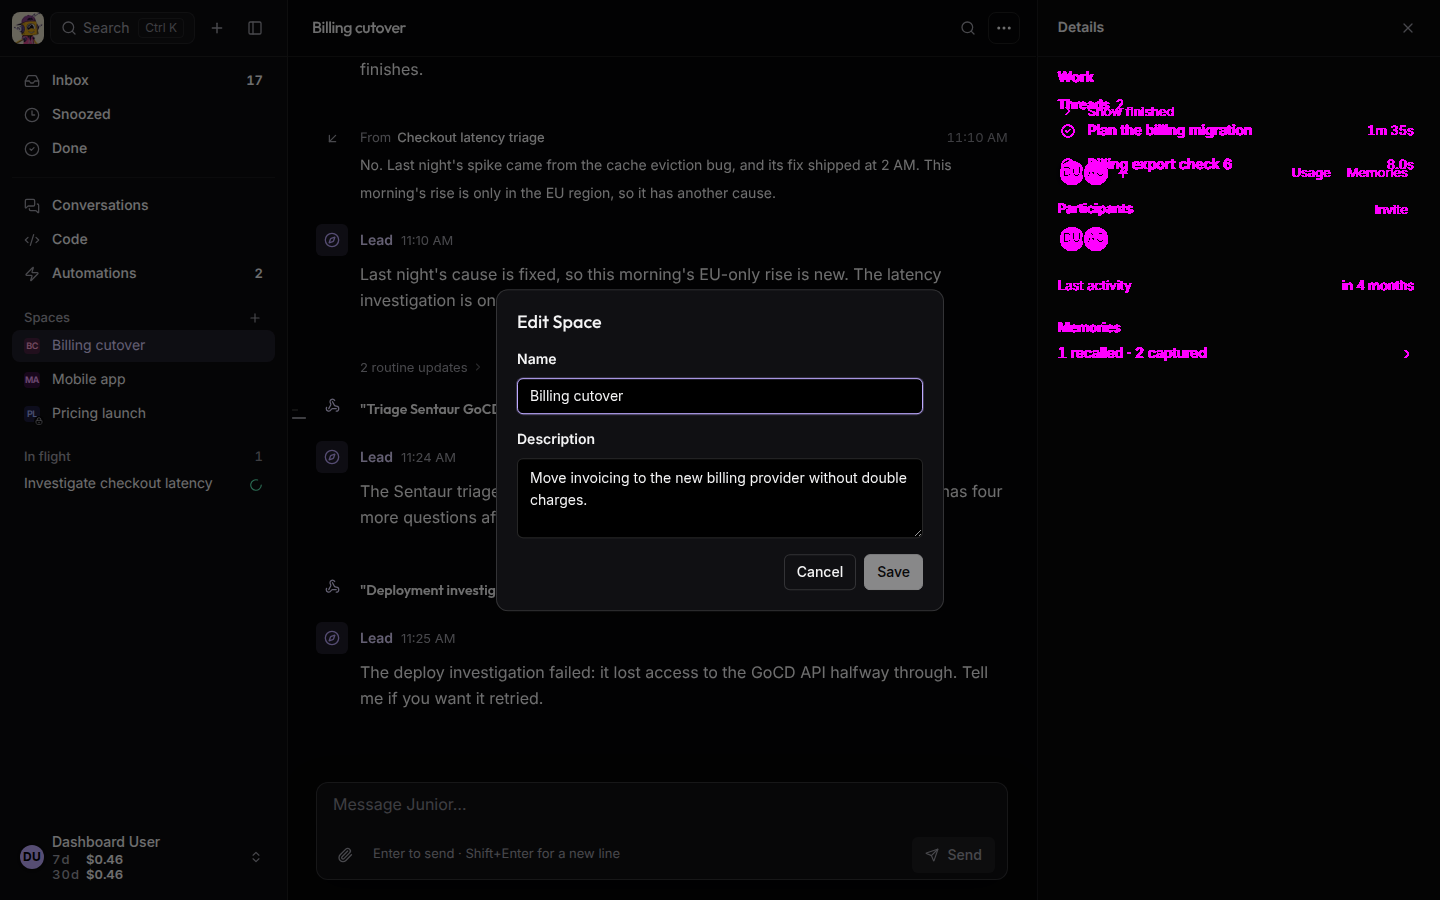 Search Ctrl K
Inbox 17
Snoozed
Done
Conversations
Code
Automations 2
Spaces
BC Billing cutover
MA Mobile app
PL Pricing launch
In flight 1
Investigate checkout latency
DU Dashboard User
7d $0.46
30d $0.46
Billing cutover
finishes.
From Checkout latency triage 11:10 AM
No. Last night's spike came from the cache eviction bug, and its fix shipped at 2 AM. This
morning's rise is only in the EU region, so it has another cause.
Lead 11:10 AM
Last night's cause is fixed, so this morning's EU-only rise is new. The latency
investigation is on
2 routine updates
"Triage Sentaur GoCD
Lead 11:24 AM
The Sentaur triage has four
more questions af
"Deployment investig
Lead 11:25 AM
The deploy investigation failed: it lost access to the GoCD API halfway through. Tell
me if you want it retried.
Message Junior...
Enter to send · Shift+Enter for a new line
Send
Edit Space
Name
Billing cutover
Description
Move invoicing to the new billing provider without double
charges.
Cancel
Save
Details
Work
Threads 2
Show finished
Plan the billing migration 1m 35s
Billing export check 6 8.0s
Usage Memories
Participants Invite
DU
Last activity in 4 months
Memories
1 recalled · 2 captured